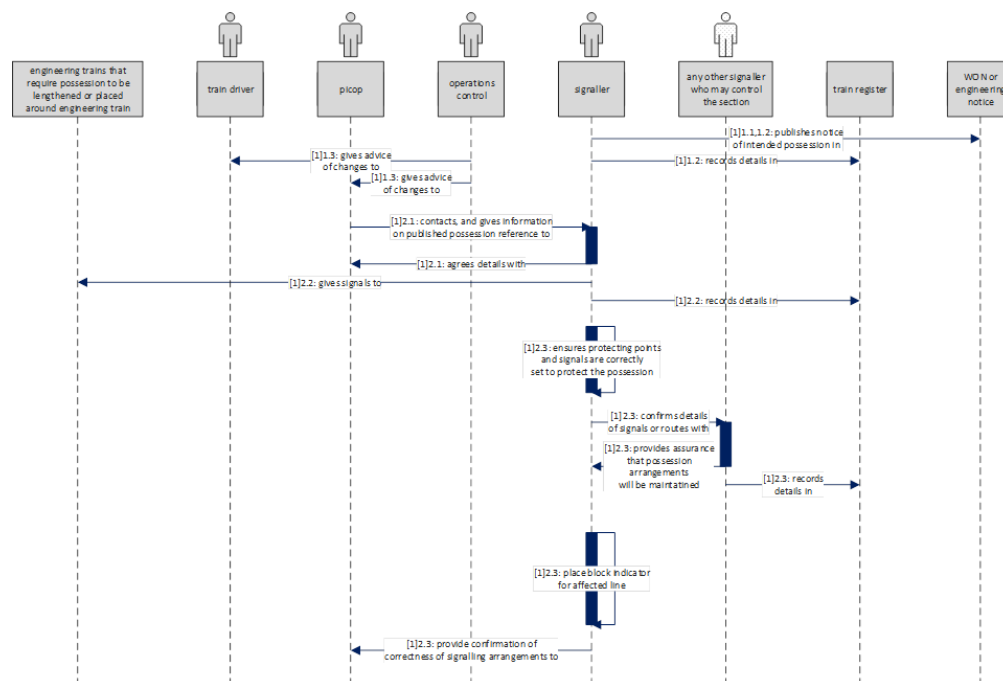 engineering trains that
require possession to be
lengthened or placed
around engineering train
train driver
picop
operations
control
signaller
any other signaller
who may control
the section
train register
WON or
engineering
notice
[1]1.1,1.2: publishes notice
of intended possession in
[1]1.3: gives advice
of changes to
[1]1.2: records details in
[1]1.3: gives advice
of changes to
[1]2.1: contacts, and gives information
on published possession reference to
[1]2.1: agrees details with
[1]2.2: gives signals to
[1]2.2: records details in
[1]2.3: ensures protecting points
and signals are correctly
set to protect the possession
[1]2.3: confirms details
of signals or routes with
[1]2.3: provides assurance
that possession
arrangements
will be maintatined
[1]2.3: records
details in
[1]2.3: place block indicator
for affected line
[1]2.3: provide confirmation of
correctness of signalling arrangements to